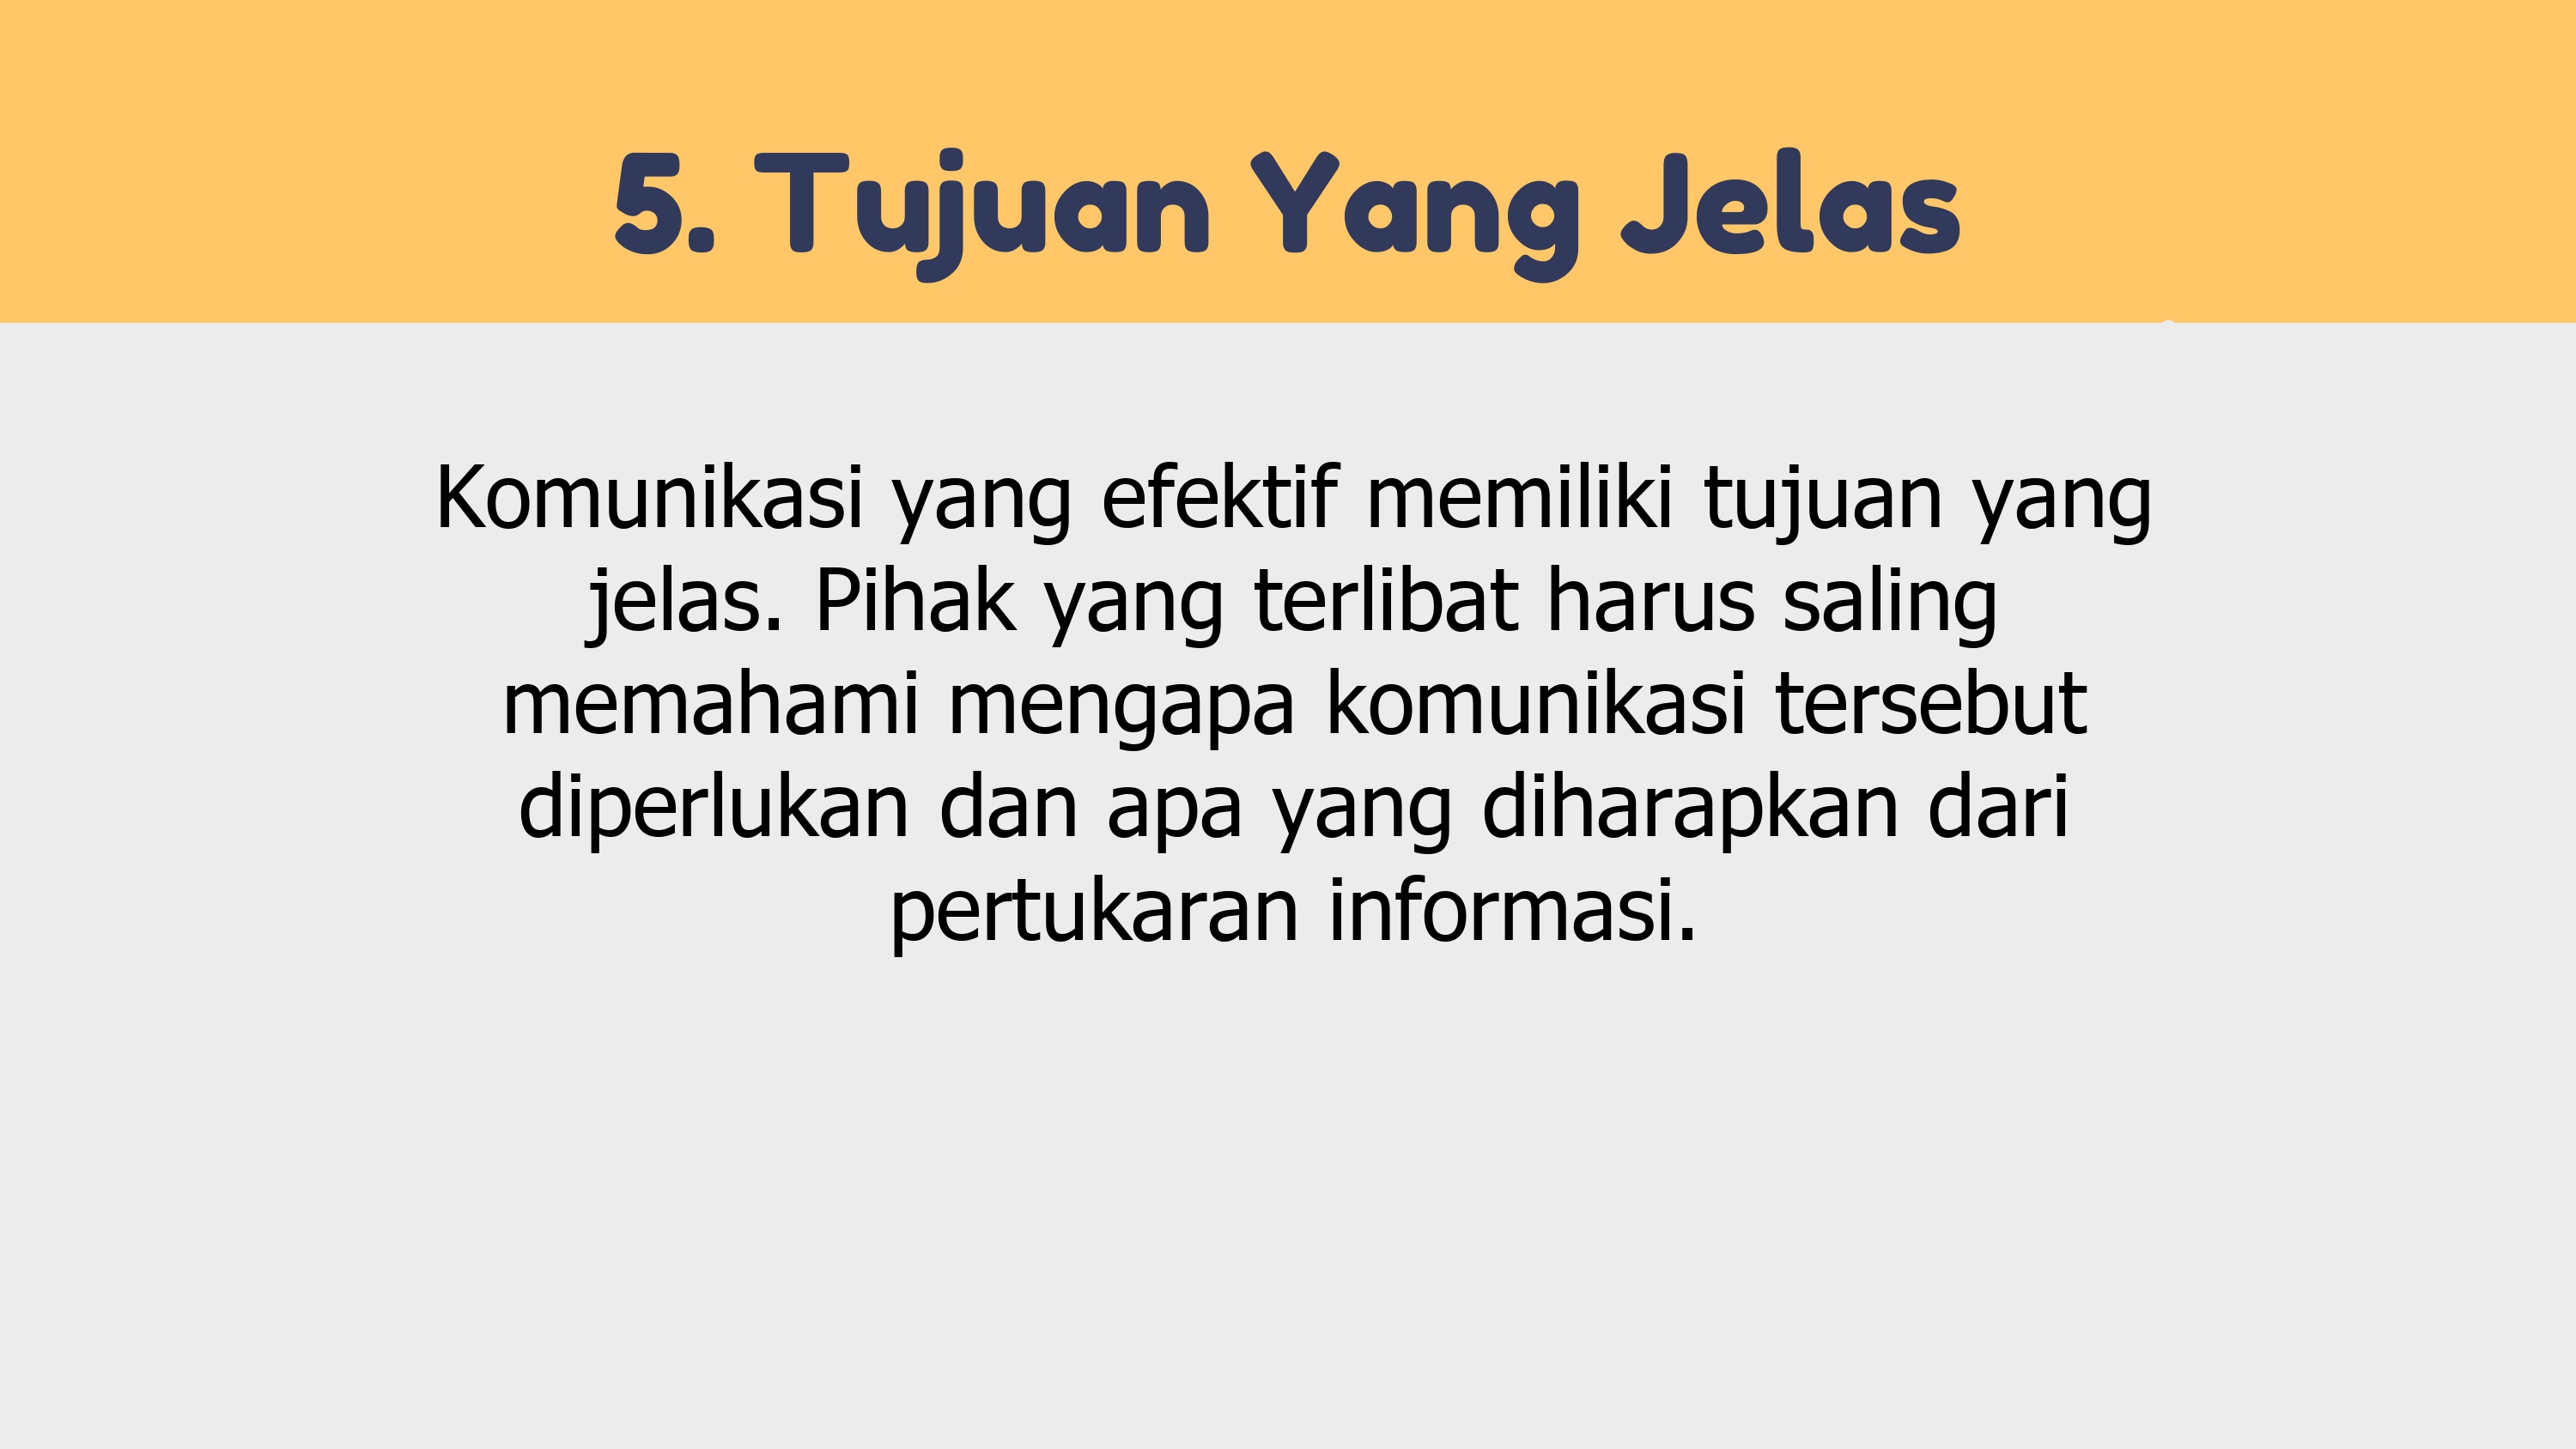 5. Tujuan Yang Jelas
Komunikasi yang efektif memiliki tujuan yang
jelas. Pihak yang terlibat harus saling
memahami mengapa komunikasi tersebut
diperlukan dan apa yang diharapkan dari
pertukaran informasi.